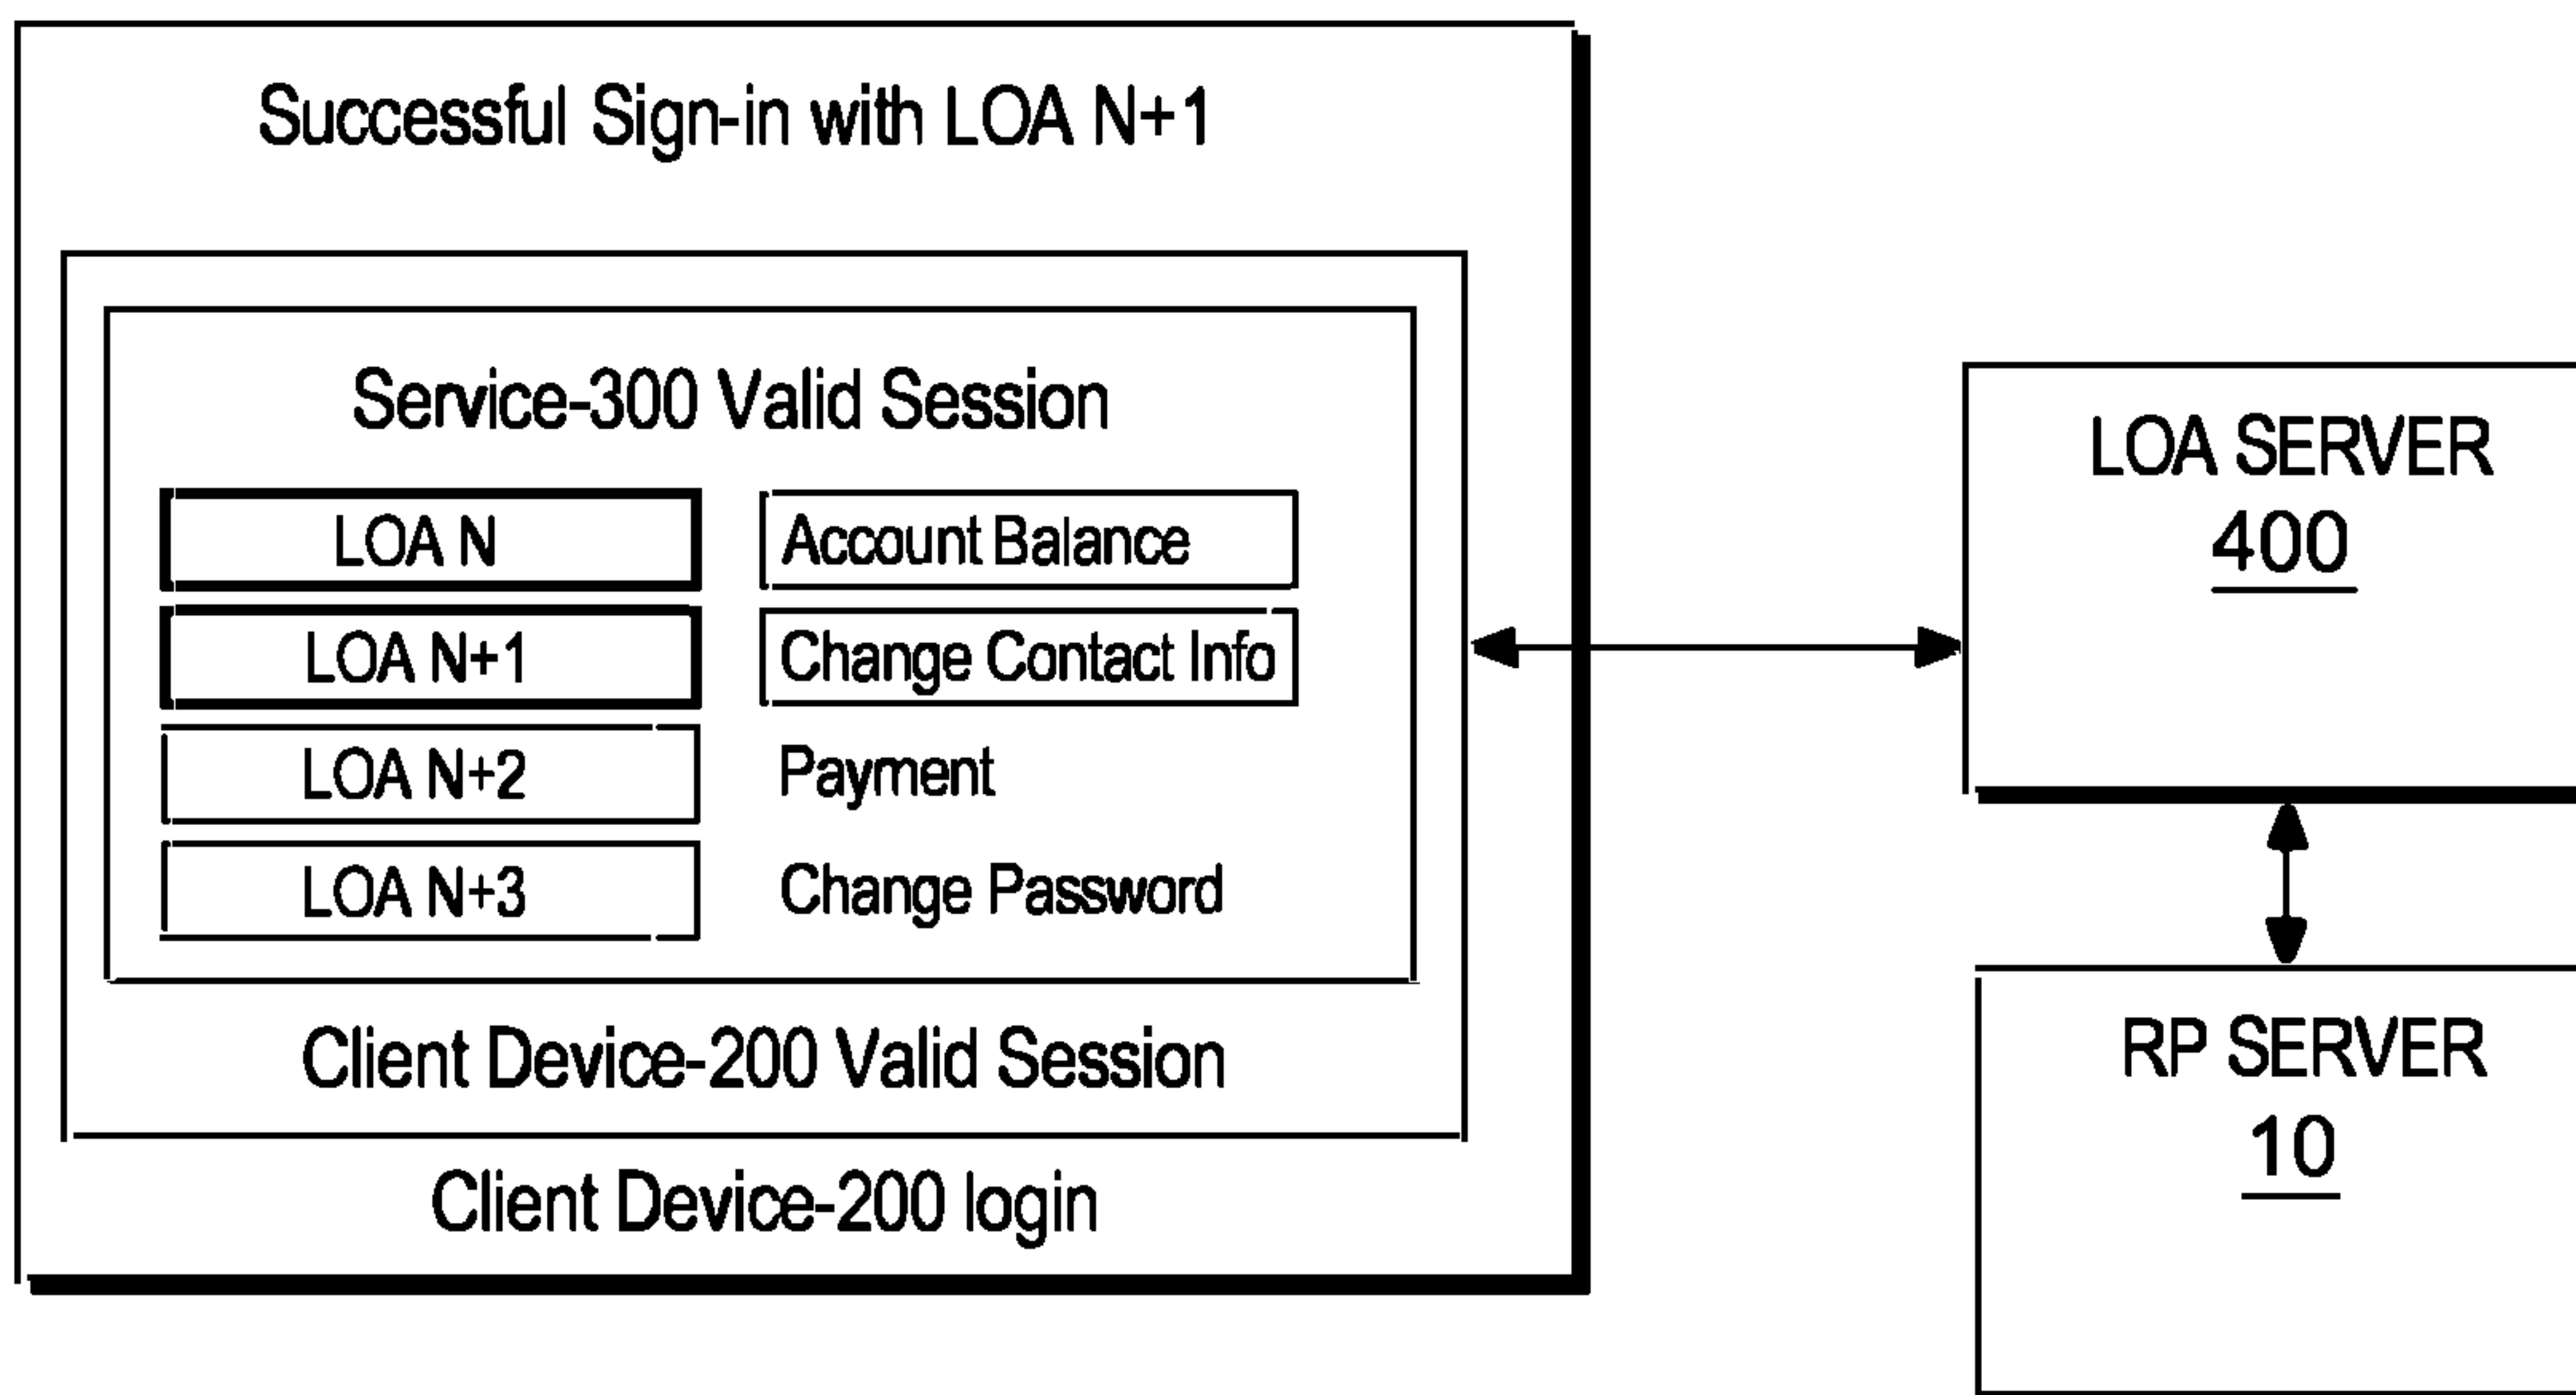 Successful Sign-in with LOA N+1
Service-300 Valid Session
LOA N Account Balance
LOA N+1 Change Contact Info
LOA N+2 Payment
LOA N+3 Change Password
Client Device-200 Valid Session
Client Device-200 login
LOA SERVER
400
RP SERVER
10